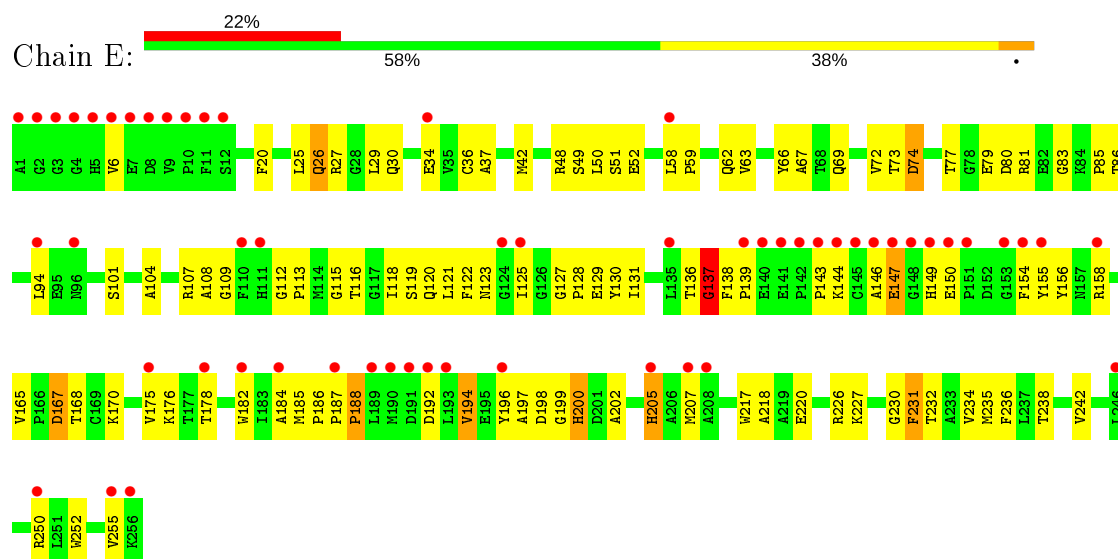 22%
Chain E:
58% 38% •
A1 G2 G3 G4 H5 V6 E7 D8 V9 P10 F11 S12 F20 L25 Q26 R27 G28 L29 Q30 E34 V35 C36 A37 M42 R48 S49 L50 S51 E52 L58 P59 Q62 V63 Y66 A67 T68 Q69 V72 T73 D74 T77 G78 E79 D80 R81 E82 G83 K84 P85 T86
L94 E95 N96 S101 A104 R107 A108 G109 F110 H111 G112 P113 M114 G115 T116 G117 I118 S119 Q120 L121 F122 N123 G124 I125 G126 G127 P128 E129 Y130 I131 L135 T136 G137 F138 P139 E140 E141 P142 P143 K144 C145 A146 E147 G148 H149 E150 P151 D152 G153 F154 Y155 Y156 N157 R158
V165 P166 D167 T168 C169 K170 V175 K176 T177 T178 W182 I183 A184 M185 P186 P187 P188 L189 M190 D191 D192 L193 V194 E195 Y196 A197 D198 G199 H200 D201 A202 H205 A206 M207 A208 W217 A218 A219 E220 R226 K227 G230 F231 T232 A233 V234 M235 F236 L237 T238 V242 L246
R250 L251 W252 V255 K256